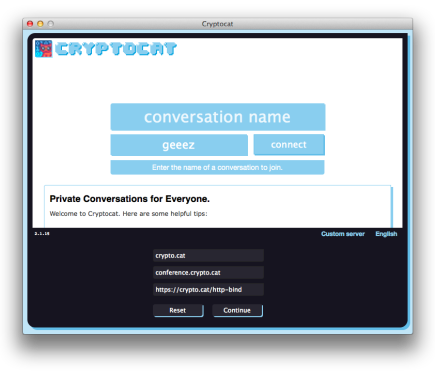 Cryptocat
CRYPTOCAT
conversation name
geeez
connect
Enter the name of a conversation to join.
Private Conversations for Everyone.
Welcome to Cryptocat. Here are some helpful tips:
2.1.15
Custom server English
crypto.cat
conference.crypto.cat
https://crypto.cat/http-bind
Reset Continue